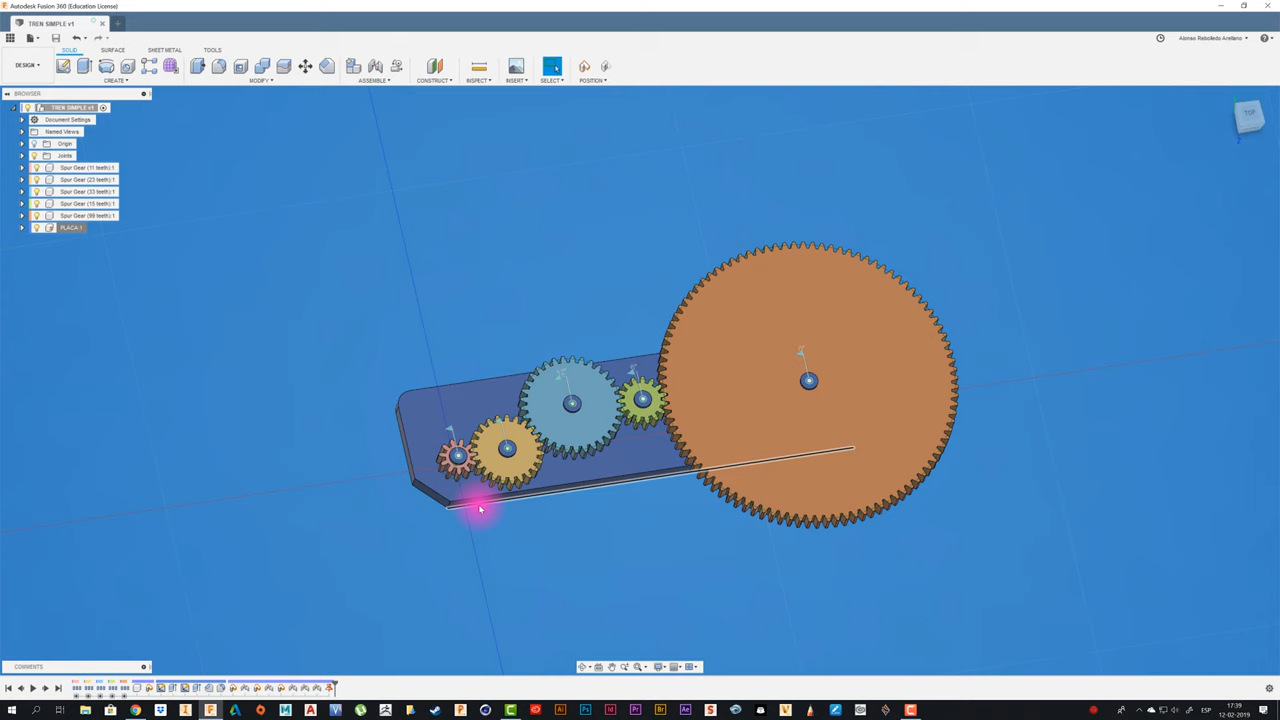 Autodesk Fusion 360 (Education License)
TREN SIMPLE v1
Alonso Rebolledo Arellano
DESIGN
SOLID
SURFACE
SHEET METAL
TOOLS
CREATE
MODIFY
ASSEMBLE
CONSTRUCT
INSPECT
INSERT
SELECT
POSITION
BROWSER
TREN SIMPLE v1
Document Settings
Named Views
Origin
Joints
Spur Gear (11 teeth):1
Spur Gear (23 teeth):1
Spur Gear (33 teeth):1
Spur Gear (15 teeth):1
Spur Gear (99 teeth):1
PLACA:1
TOP
Z
COMMENTS
ESP
17:39
12-02-2019